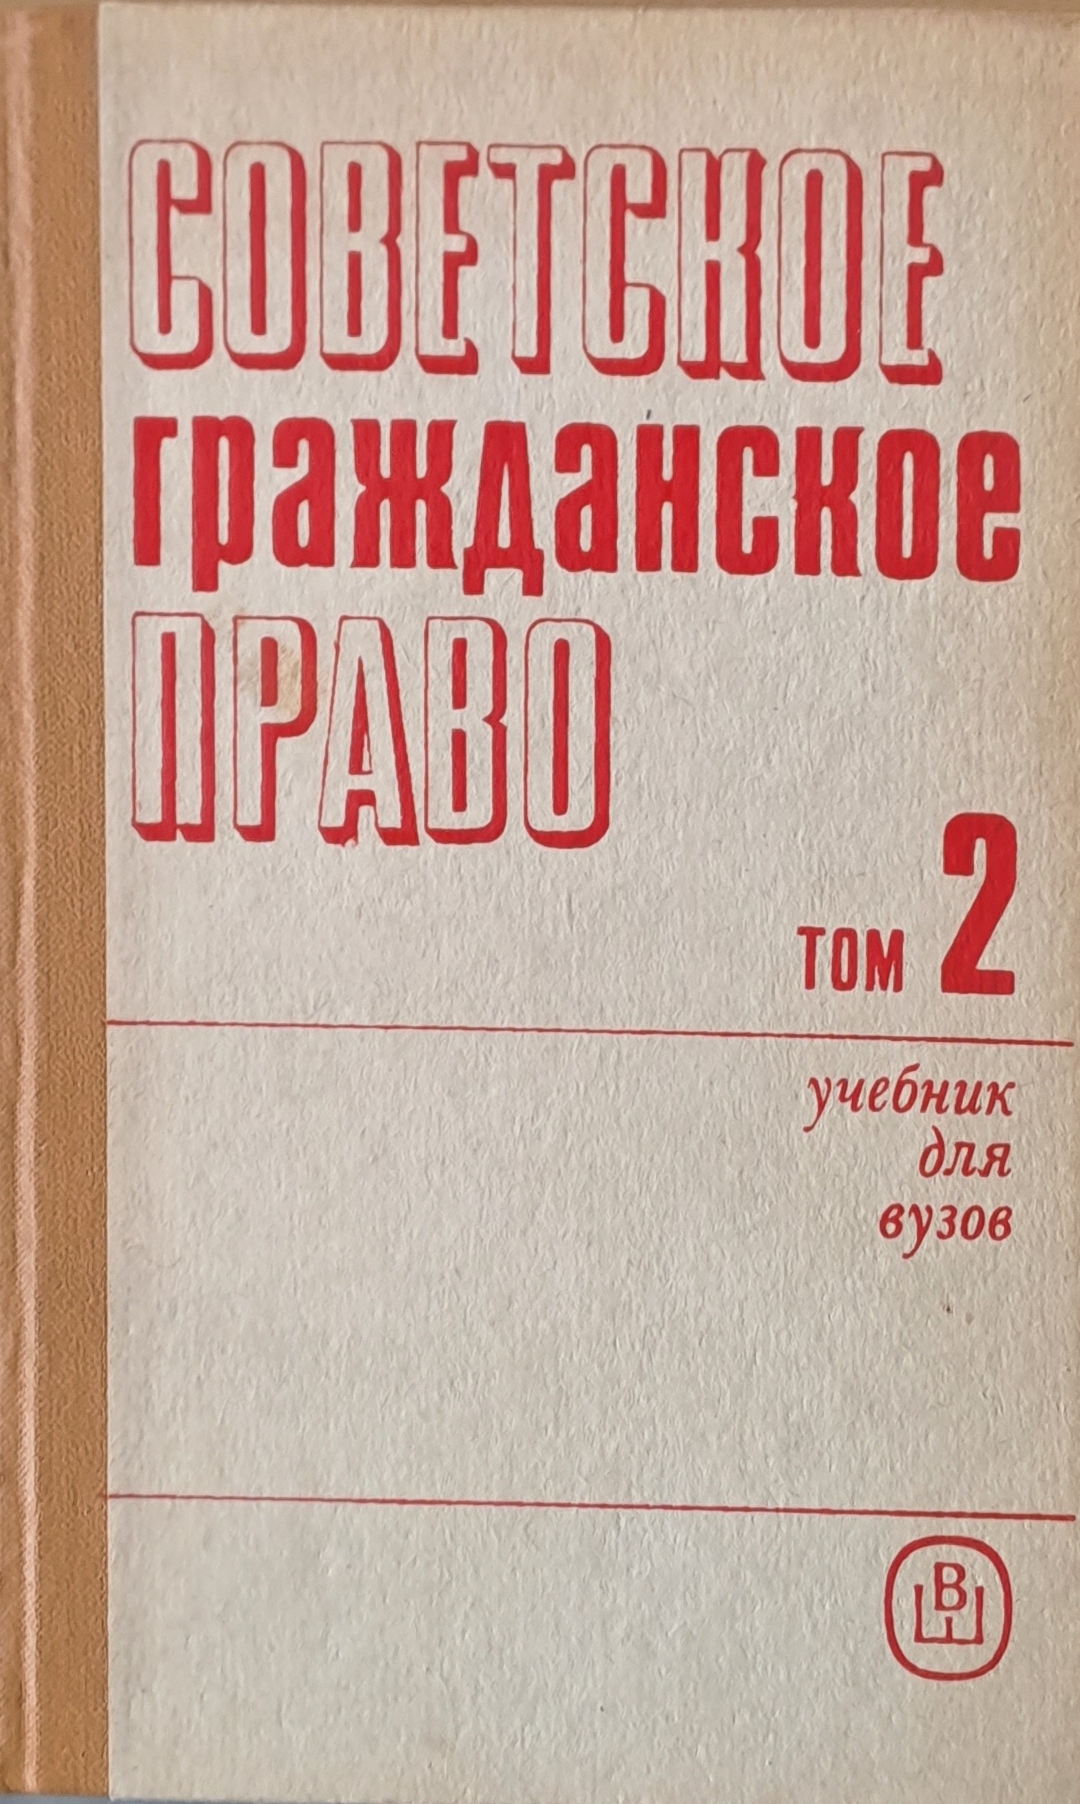 СОВЕТСКОЕ
гражданское
ПРАВО
том 2
учебник
для
вузов
ВШ